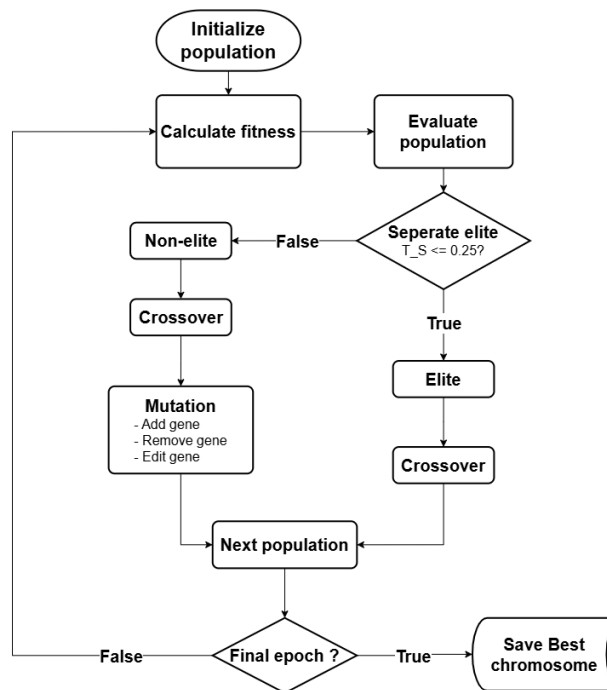 Initialize
population
Calculate fitness
Evaluate
population
Seperate elite
T_S <= 0.25?
False
Non-elite
True
Crossover
Elite
Mutation
- Add gene
- Remove gene
- Edit gene
Crossover
Next population
Final epoch ?
False
True
Save Best
chromosome